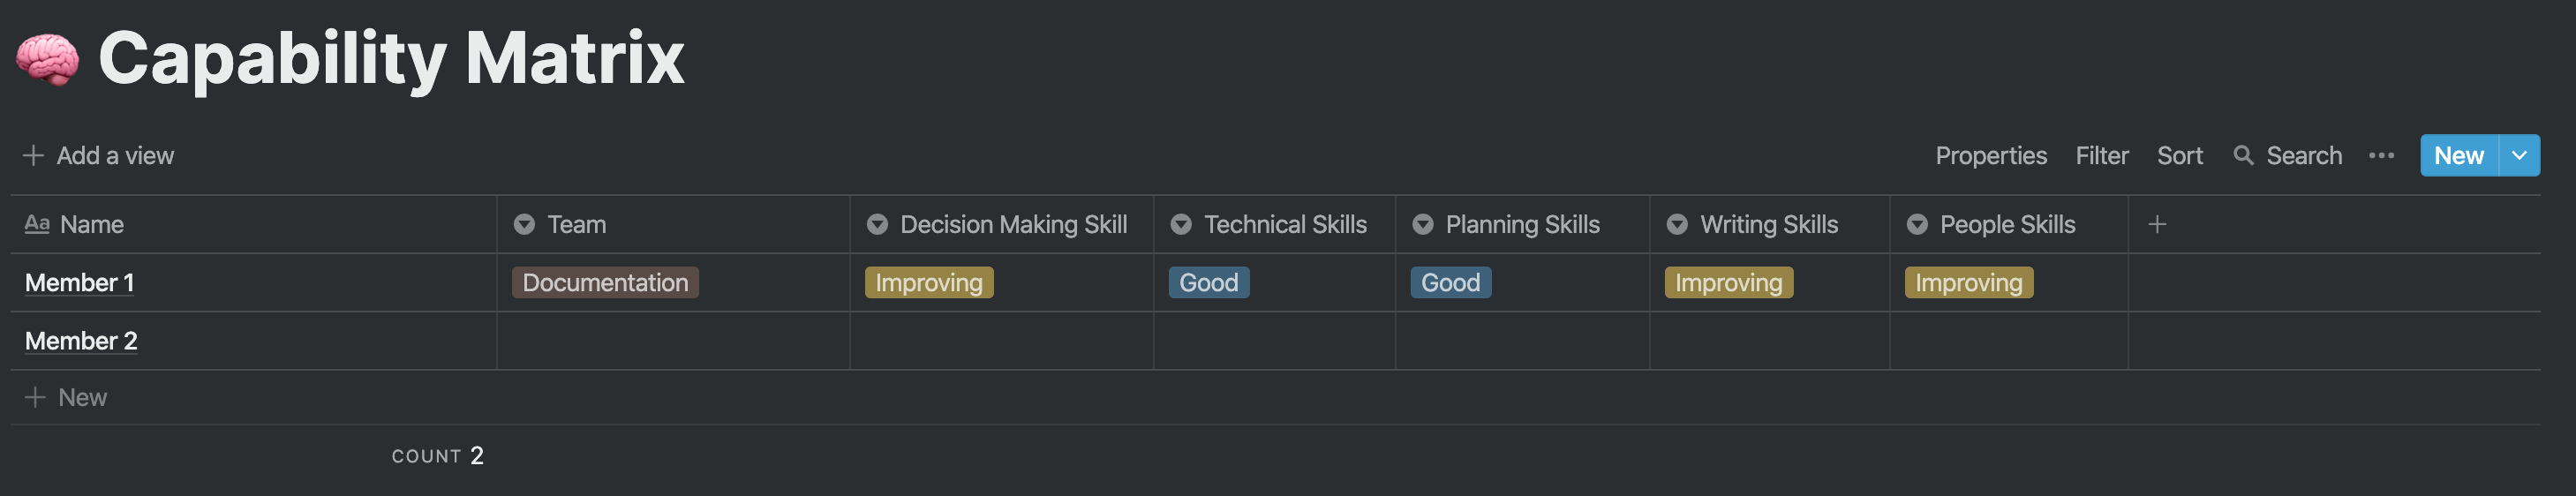 🧠 Capability Matrix
+ Add a view Properties Filter Sort Search ••• New
Aa Name Team Decision Making Skill Technical Skills Planning Skills Writing Skills People Skills +
Member 1 Documentation Improving Good Good Improving Improving
Member 2
+ New
COUNT 2